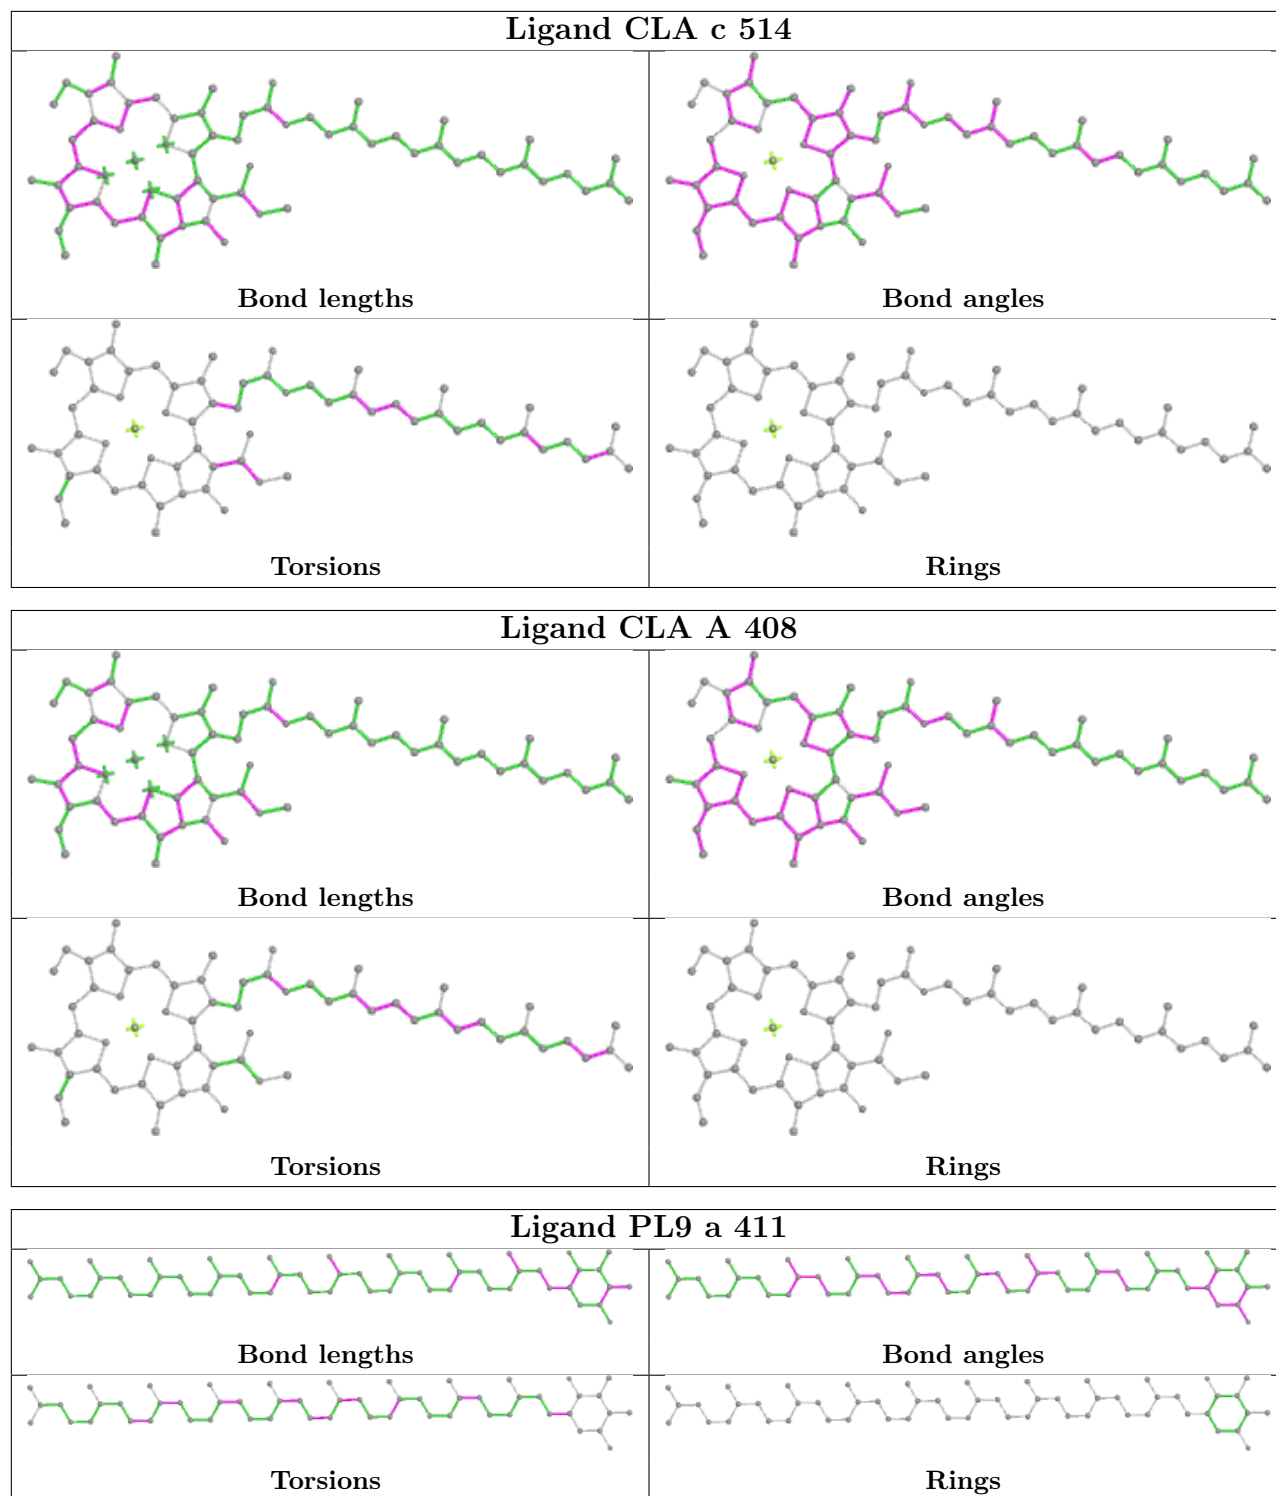 Ligand CLA c 514
Bond lengths
Bond angles
Torsions
Rings
Ligand CLA A 408
Bond lengths
Bond angles
Torsions
Rings
Ligand PL9 a 411
Bond lengths
Bond angles
Torsions
Rings